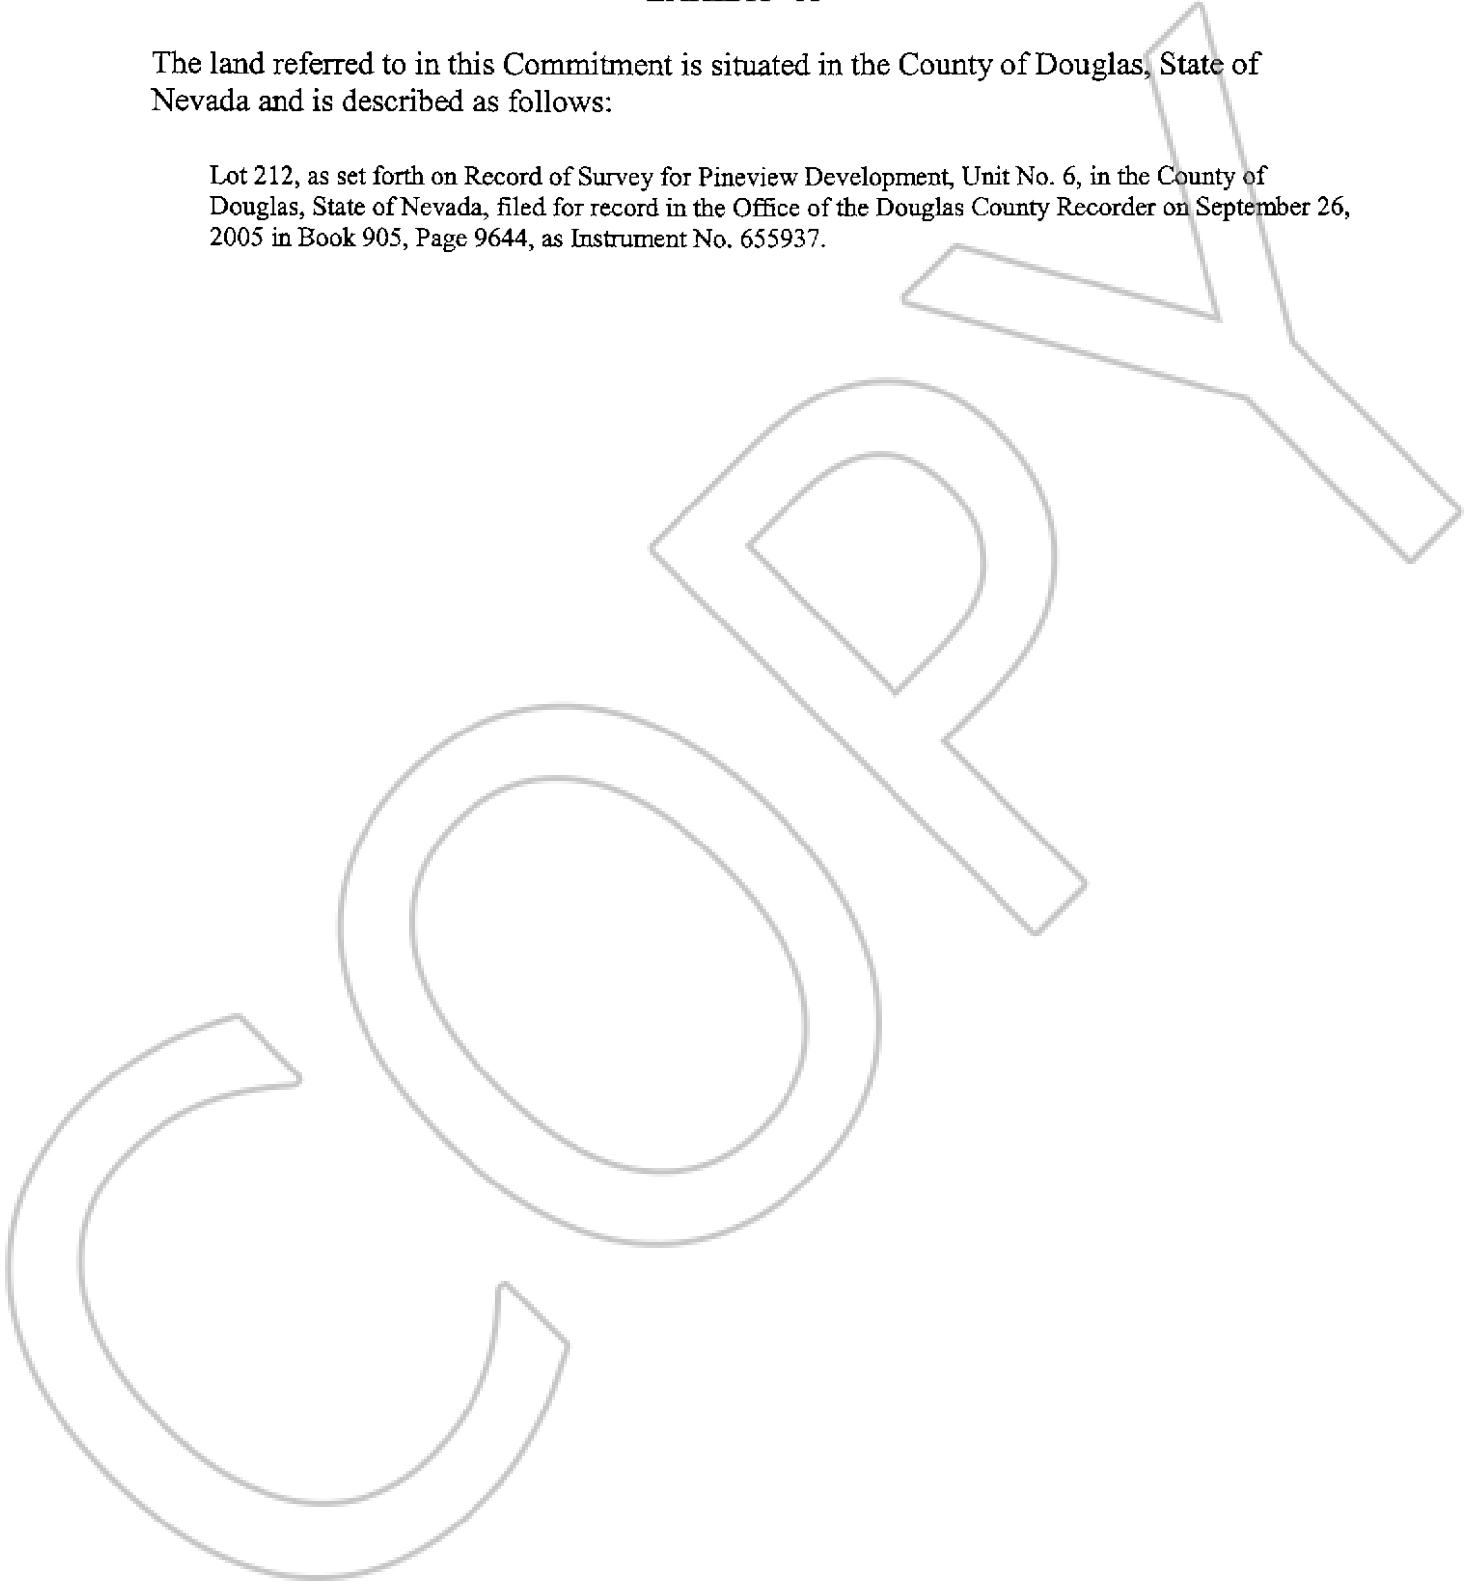 The land referred to in this Commitment is situated in the County of Douglas, State of
Nevada and is described as follows:
Lot 212, as set forth on Record of Survey for Pineview Development, Unit No. 6, in the County of
Douglas, State of Nevada, filed for record in the Office of the Douglas County Recorder on September 26,
2005 in Book 905, Page 9644, as Instrument No. 655937.
COPY